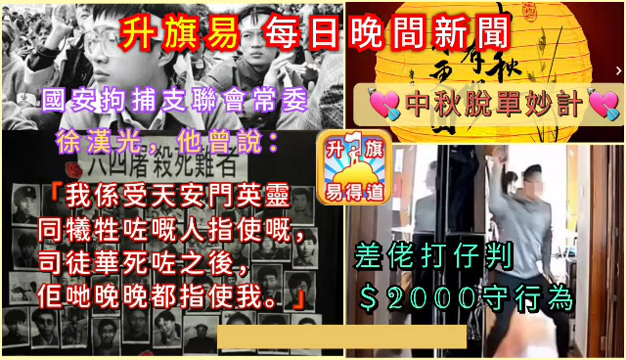 升旗易 每日晚間新聞
國安拘捕支聯會常委
徐漢光，他曾說：
六四屠殺死難者
「我係受天安門英靈
同犧牲咗嘅人指使嘅，
司徒華死咗之後，
佢哋晚晚都指使我。」
升旗
易得道
中秋脫單妙計
差佬打仔判
＄2000守行為